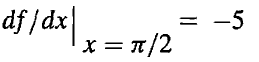 df/dx| x = π/2 = −5